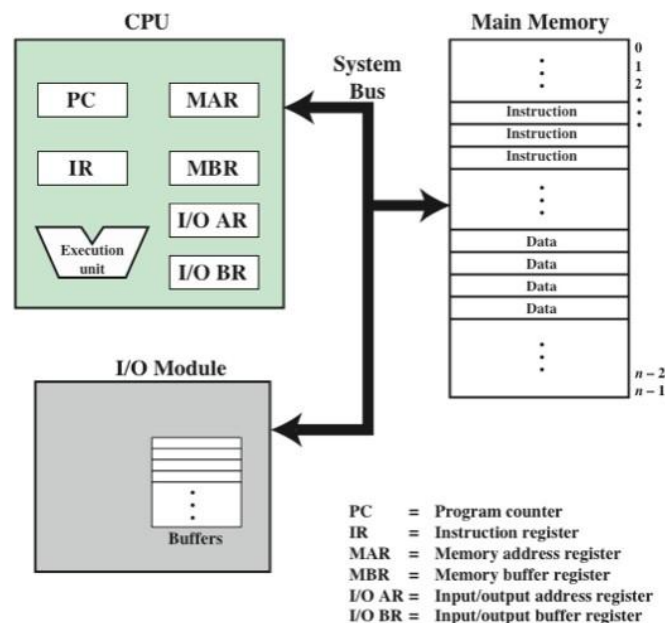 CPU
Main Memory
System
Bus
PC
MAR
IR
MBR
I/O AR
Execution
unit
I/O BR
0
1
2
Instruction
Instruction
Instruction
Data
Data
Data
Data
n – 2
n – 1
I/O Module
Buffers
PC = Program counter
IR = Instruction register
MAR = Memory address register
MBR = Memory buffer register
I/O AR = Input/output address register
I/O BR = Input/output buffer register